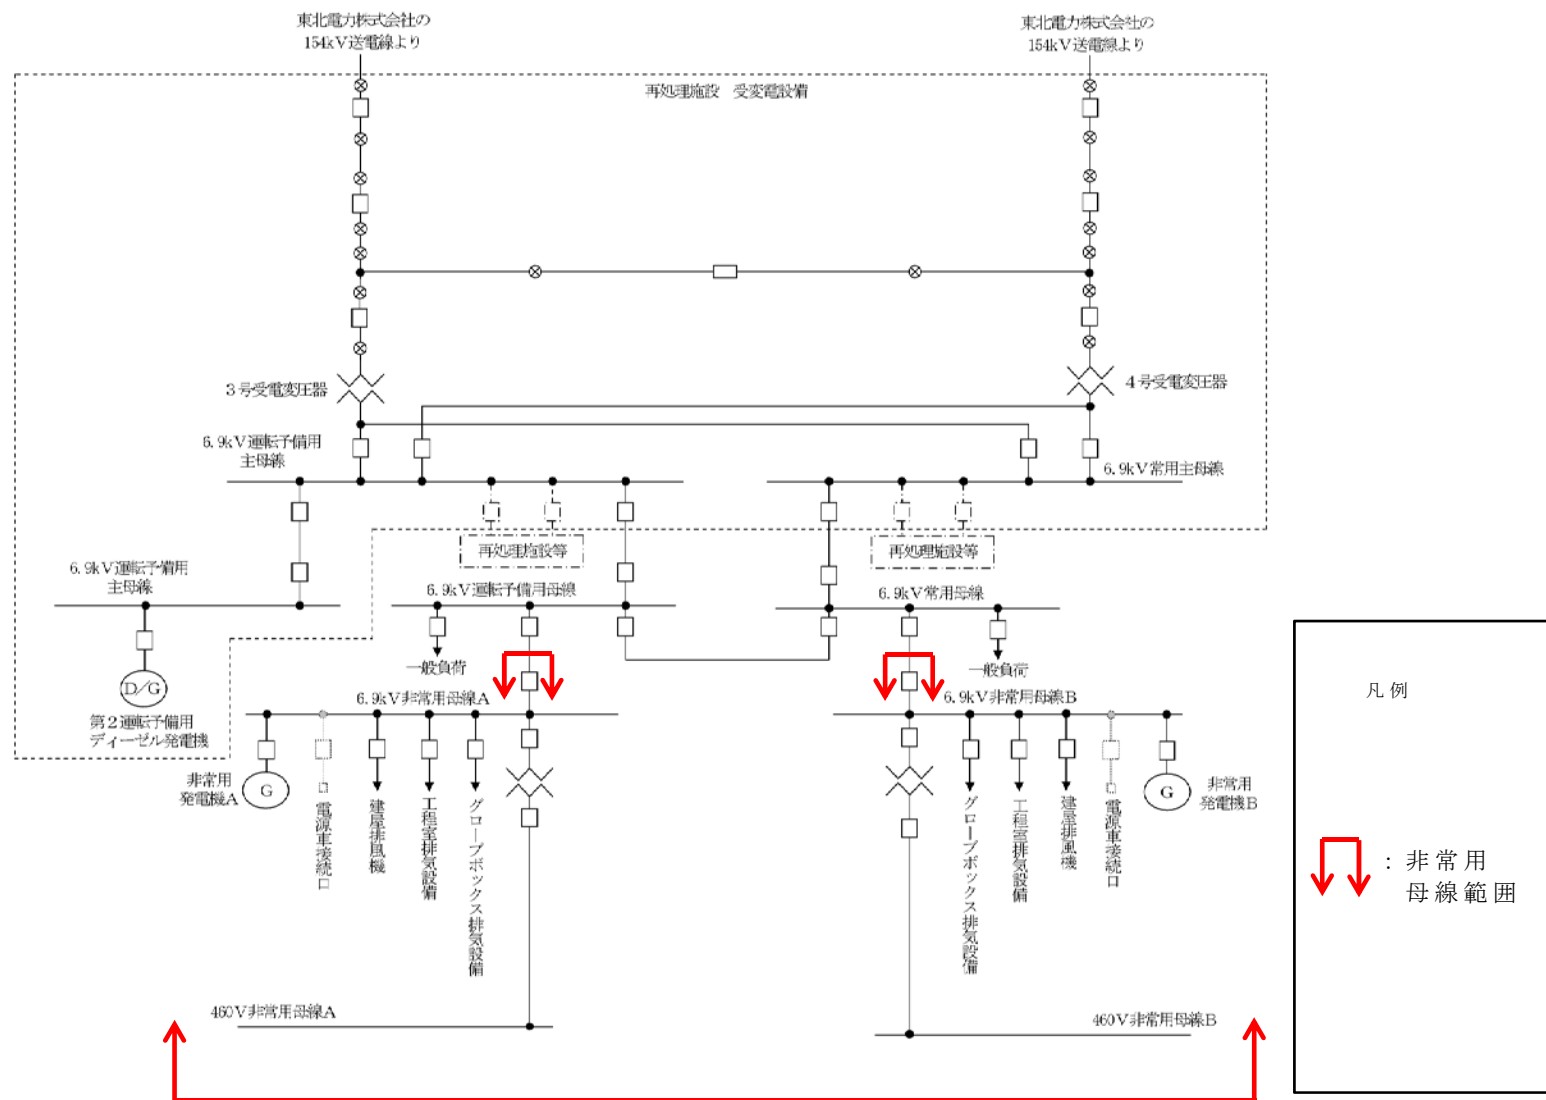 東北電力株式会社の
154kV送電線より
東北電力株式会社の
154kV送電線より
再処理施設　受変電設備
3号受電変圧器
4号受電変圧器
6.9kV運転予備用
主母線
6.9kV常用主母線
再処理施設等
再処理施設等
6.9kV運転予備用
主母線
6.9kV運転予備用母線
6.9kV常用母線
一般負荷
一般負荷
D/G
第2運転予備用
ディーゼル発電機
6.9kV非常用母線A
6.9kV非常用母線B
非常用
発電機A
G
電源車接続口
建屋排風機
工程室排気設備
グローブボックス排気設備
グローブボックス排気設備
工程室排気設備
建屋排風機
電源車接続口
G
非常用
発電機B
460V非常用母線A
460V非常用母線B
凡例
：非常用
母線範囲